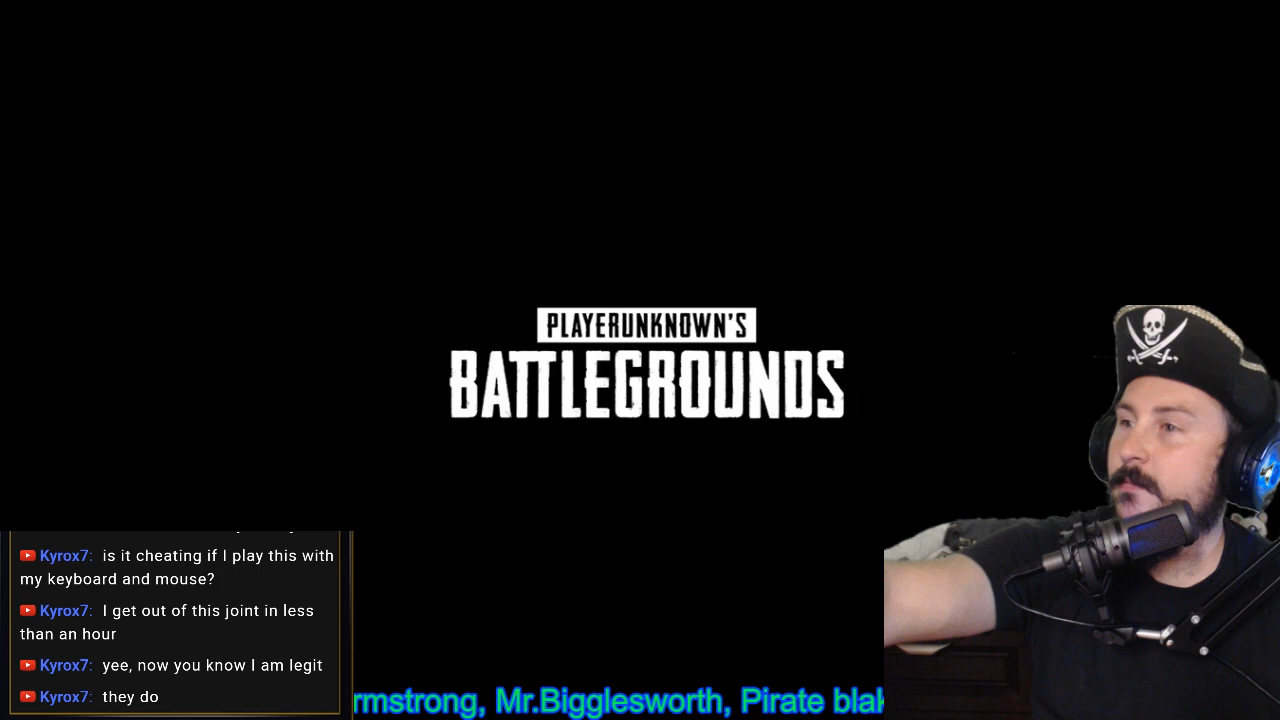 PLAYERUNKNOWN'S
BATTLEGROUNDS
Kyrox7: is it cheating if I play this with
my keyboard and mouse?
Kyrox7: I get out of this joint in less
than an hour
Kyrox7: yee, now you know I am legit
Kyrox7: they do
rmstrong, Mr.Bigglesworth, Pirate blak